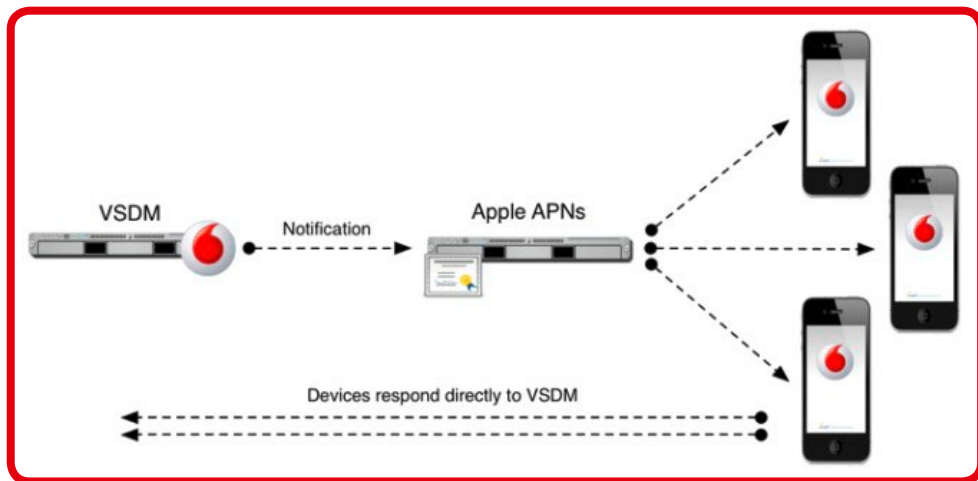 VSDM
Notification
Apple APNs
Devices respond directly to VSDM